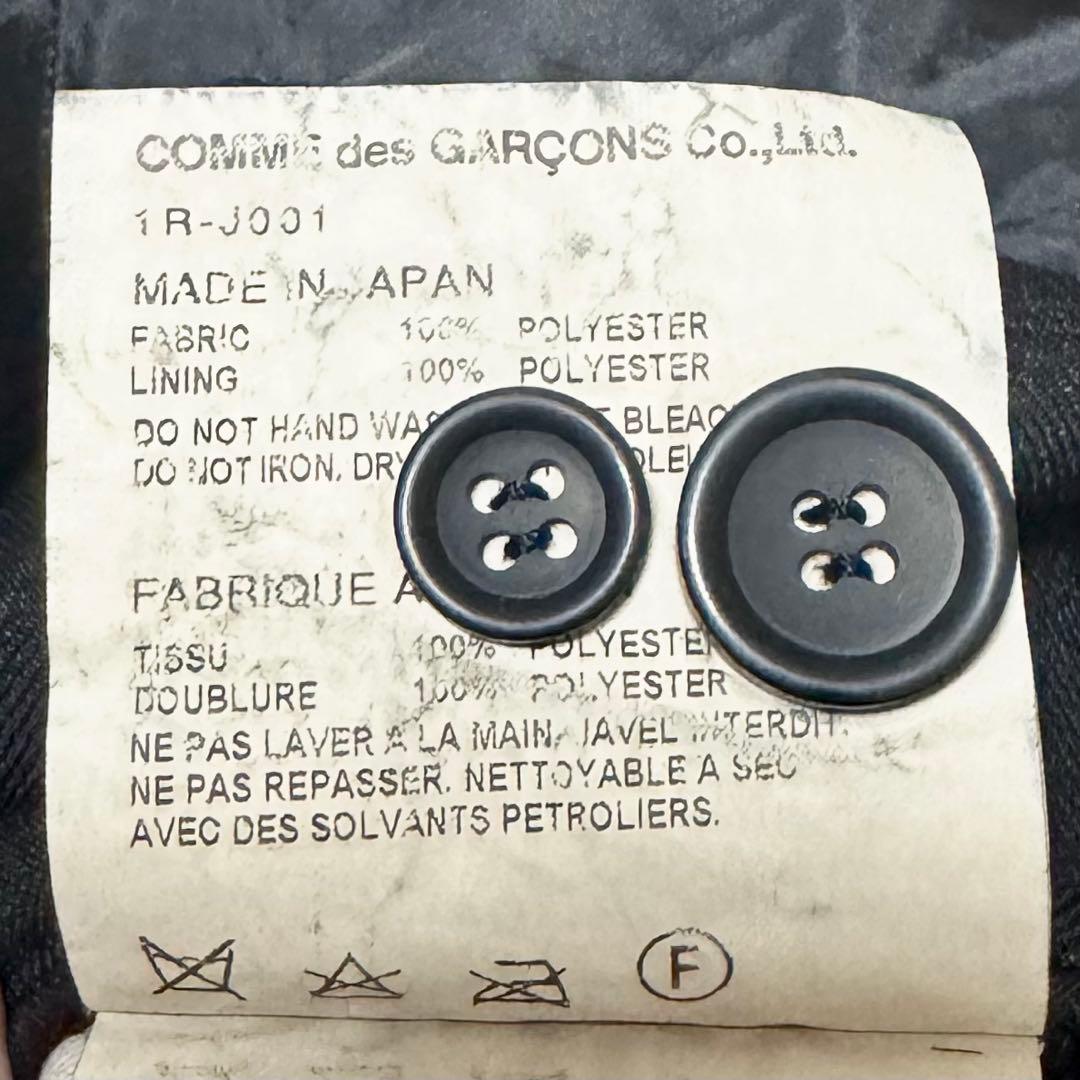 COMME des GARÇONS Co.,Ltd.
1R-J001
MADE IN JAPAN
FABRIC 100% POLYESTER
LINING 100% POLYESTER
DO NOT HAND BLEAC
DO NOT IRON. DRY
FABRIQUE A
TISSU 100% POLYESTE
DOUBLURE 100% POLYESTER
NE PAS LAVER A LA MAIN. JAVEL INTERDIT.
NE PAS REPASSER. NETTOYABLE A SEC
AVEC DES SOLVANTS PETROLIERS.
F